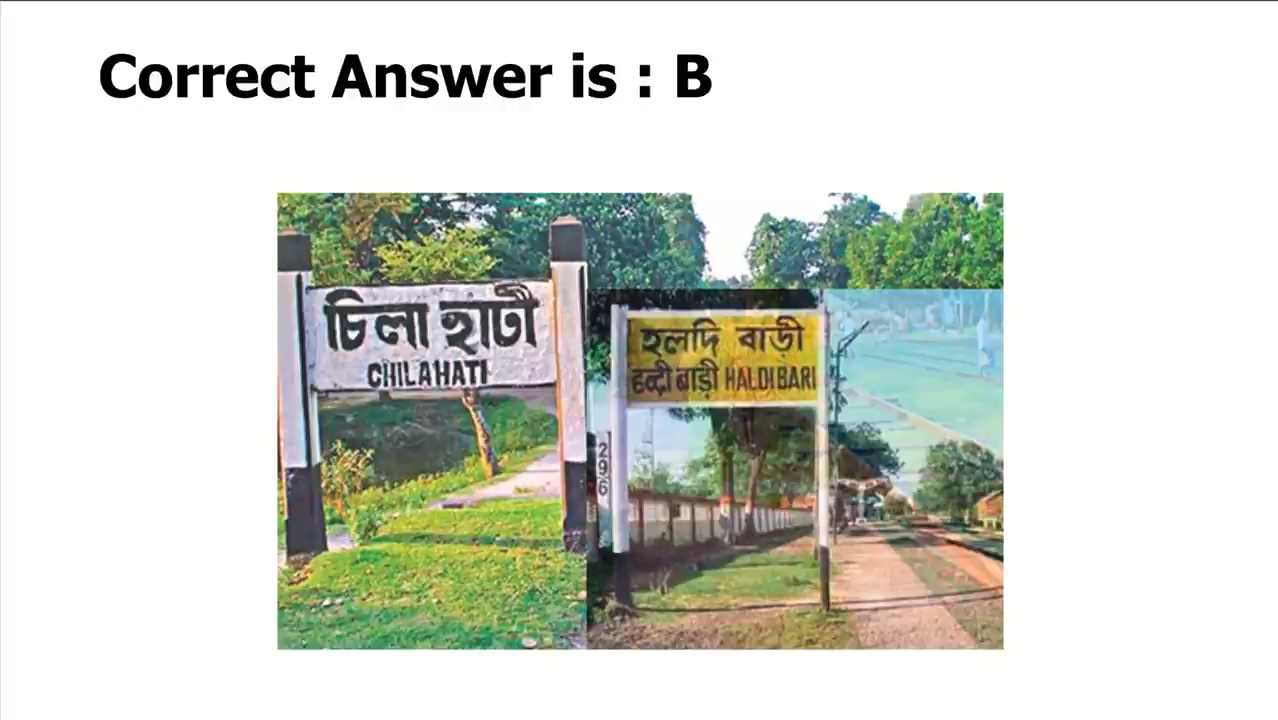 Correct Answer is : B
চিলা হাটী
CHILAHATI
হলদি বাড়ী
हल्दी बाड़ी HALDIBARI
296